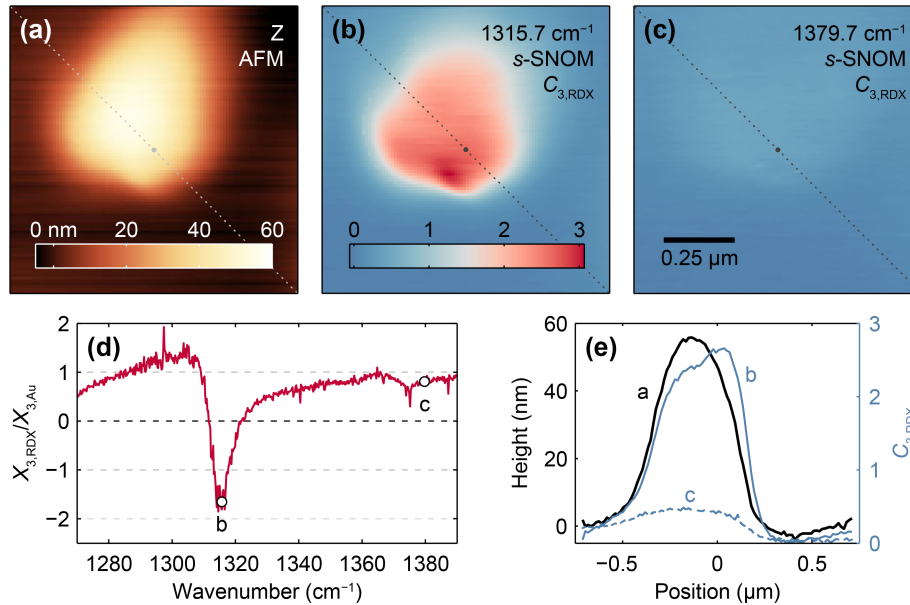 (a)
Z
AFM
0 nm 20 40 60
(b)
1315.7 cm⁻¹
s-SNOM
C₃,RDX
0 1 2 3
(c)
1379.7 cm⁻¹
s-SNOM
C₃,RDX
0.25 µm
(d)
X₃,RDX/X₃,Au
2
1
0
−1
−2
b
c
1280 1300 1320 1340 1360 1380
Wavenumber (cm⁻¹)
(e)
Height (nm)
60
40
20
0
a
b
c
3
2
1
0
C₃,RDX
−0.5 0 0.5
Position (µm)